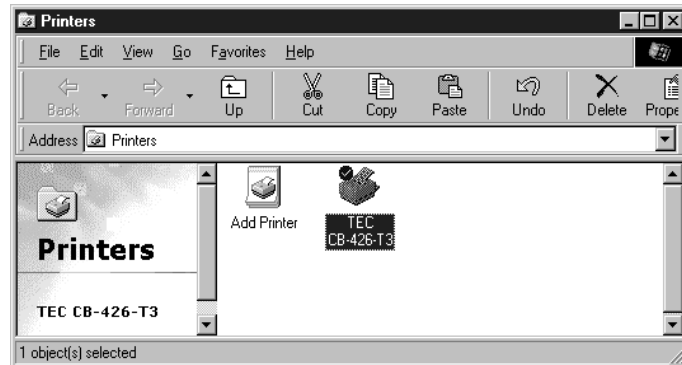 Printers
File Edit View Go Favorites Help
Back Forward Up Cut Copy Paste Undo Delete Prope
Address Printers
Printers
TEC CB-426-T3
Add Printer
TEC
CB-426-T3
1 object(s) selected